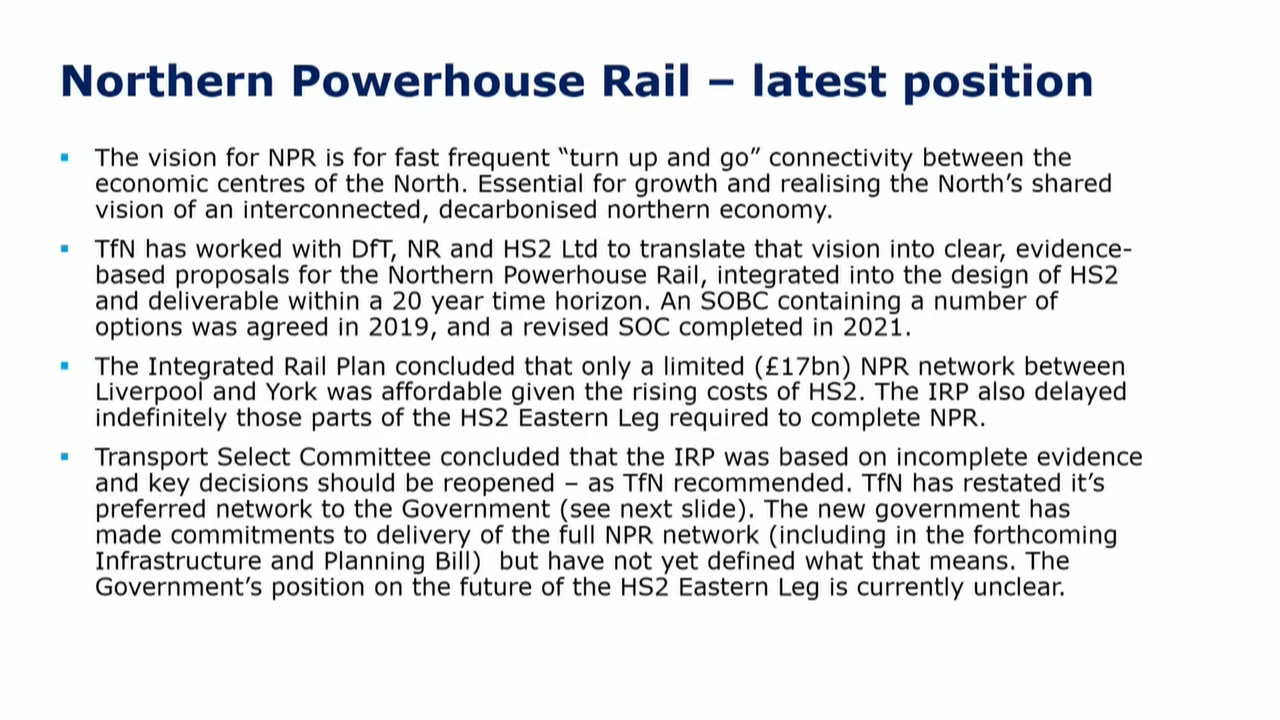 Northern Powerhouse Rail – latest position
▪ The vision for NPR is for fast frequent “turn up and go” connectivity between the
economic centres of the North. Essential for growth and realising the North’s shared
vision of an interconnected, decarbonised northern economy.
▪ TfN has worked with DfT, NR and HS2 Ltd to translate that vision into clear, evidence-
based proposals for the Northern Powerhouse Rail, integrated into the design of HS2
and deliverable within a 20 year time horizon. An SOBC containing a number of
options was agreed in 2019, and a revised SOC completed in 2021.
▪ The Integrated Rail Plan concluded that only a limited (£17bn) NPR network between
Liverpool and York was affordable given the rising costs of HS2. The IRP also delayed
indefinitely those parts of the HS2 Eastern Leg required to complete NPR.
▪ Transport Select Committee concluded that the IRP was based on incomplete evidence
and key decisions should be reopened – as TfN recommended. TfN has restated it’s
preferred network to the Government (see next slide). The new government has
made commitments to delivery of the full NPR network (including in the forthcoming
Infrastructure and Planning Bill)  but have not yet defined what that means. The
Government’s position on the future of the HS2 Eastern Leg is currently unclear.